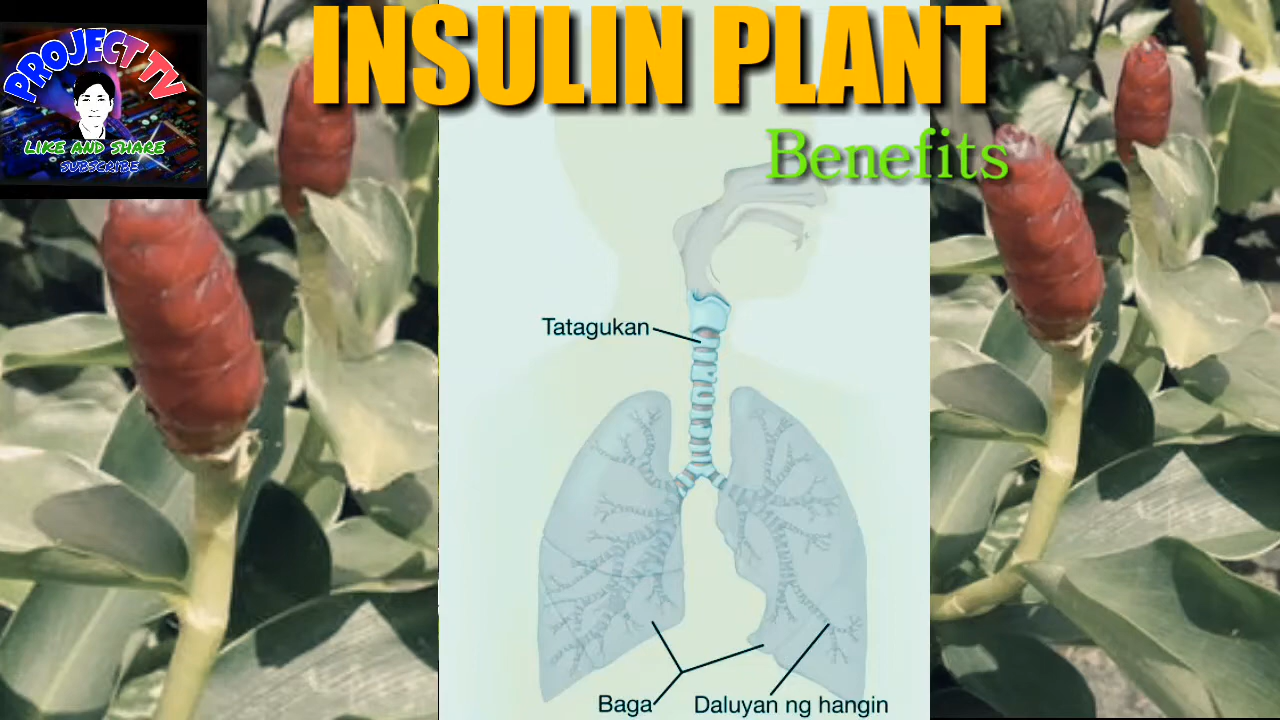 PROJECT TV
LIKE AND SHARE
SUBSCRIBE
INSULIN PLANT
Benefits
Tatagukan
Baga
Daluyan ng hangin